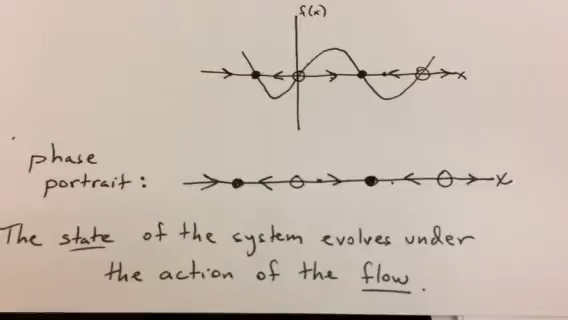 f(x)
x
phase
portrait:
x
The state of the system evolves under
the action of the flow.